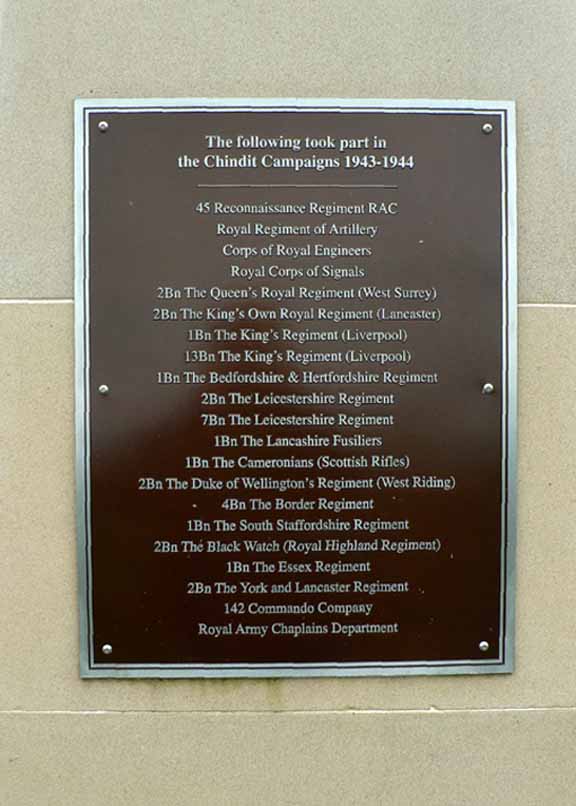 The following took part in
the Chindit Campaigns 1943-1944
45 Reconnaissance Regiment RAC
Royal Regiment of Artillery
Corps of Royal Engineers
Royal Corps of Signals
2Bn The Queen's Royal Regiment (West Surrey)
2Bn The King's Own Royal Regiment (Lancaster)
1Bn The King's Regiment (Liverpool)
13Bn The King's Regiment (Liverpool)
1Bn The Bedfordshire & Hertfordshire Regiment
2Bn The Leicestershire Regiment
7Bn The Leicestershire Regiment
1Bn The Lancashire Fusiliers
1Bn The Cameronians (Scottish Rifles)
2Bn The Duke of Wellington's Regiment (West Riding)
4Bn The Border Regiment
1Bn The South Staffordshire Regiment
2Bn The Black Watch (Royal Highland Regiment)
1Bn The Essex Regiment
2Bn The York and Lancaster Regiment
142 Commando Company
Royal Army Chaplains Department